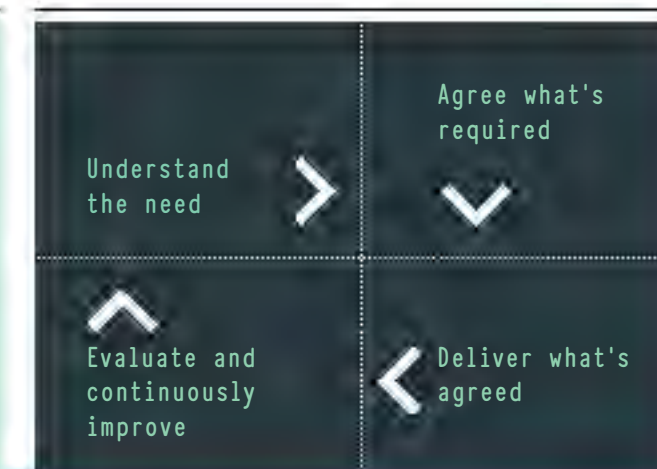 Understand
the need
Agree what's
required
Deliver what's
agreed
Evaluate and
continuously
improve